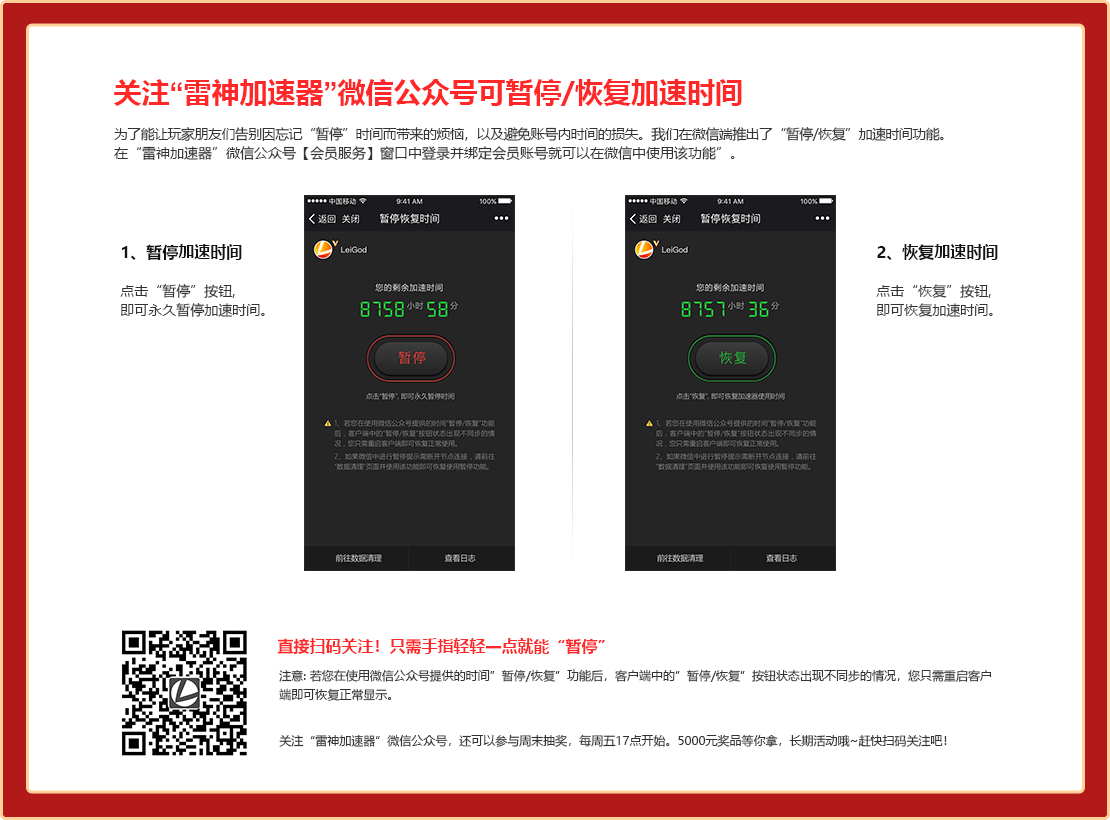 关注“雷神加速器”微信公众号可暂停/恢复加速时间
为了能让玩家朋友们告别因忘记“暂停”时间而带来的烦恼，以及避免账号内时间的损失。我们在微信端推出了“暂停/恢复”加速时间功能。
在“雷神加速器”微信公众号【会员服务】窗口中登录并绑定会员账号就可以在微信中使用该功能”。
1、暂停加速时间
点击“暂停”按钮,
即可永久暂停加速时间。
中国移动 9:41 AM 100%
返回 关闭 暂停恢复时间
LeiGod
您的剩余加速时间
8758小时58分
暂停
点击“暂停”, 即可永久暂停时间
1、若您在使用微信公众号提供的时间“暂停/恢复”功能
后，客户端中的“暂停/恢复”按钮状态出现不同步的情
况，您只需重启客户端即可恢复正常使用。
2、如果微信中进行暂停提示需断开节点连接，请前往
“数据清理”页面并使用该功能即可恢复使用暂停功能。
前往数据清理 查看日志
中国移动 9:41 AM 100%
返回 关闭 暂停恢复时间
LeiGod
您的剩余加速时间
8757小时36分
恢复
点击“恢复”, 即可恢复加速器使用时间
1、若您在使用微信公众号提供的时间“暂停/恢复”功能
后，客户端中的“暂停/恢复”按钮状态出现不同步的情
况，您只需重启客户端即可恢复正常使用。
2、如果微信中进行暂停提示需断开节点连接，请前往
“数据清理”页面并使用该功能即可恢复使用暂停功能。
前往数据清理 查看日志
2、恢复加速时间
点击“恢复”按钮,
即可恢复加速时间。
直接扫码关注！只需手指轻轻一点就能“暂停”
注意: 若您在使用微信公众号提供的时间”暂停/恢复”功能后，客户端中的”暂停/恢复”按钮状态出现不同步的情况，您只需重启客户
端即可恢复正常显示。
关注“雷神加速器”微信公众号，还可以参与周末抽奖，每周五17点开始。5000元奖品等你拿，长期活动哦~赶快扫码关注吧！